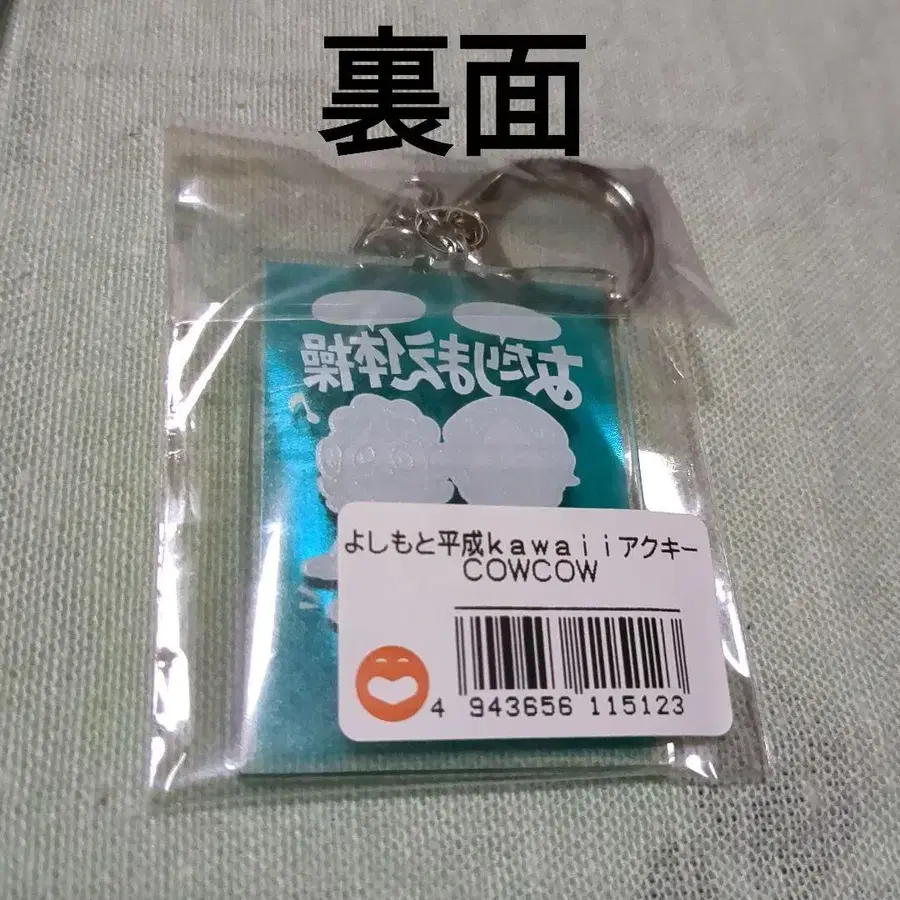 裏面
あたりまえ体操
よしもと平成kawaiiアクキー
COWCOW
4 943656 115123